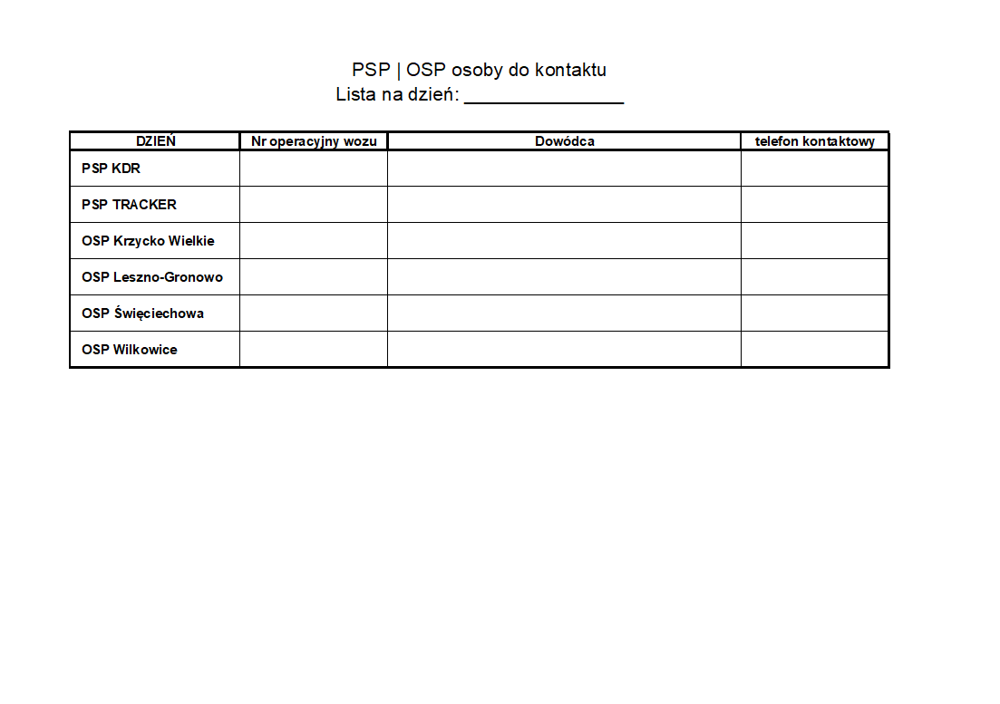 PSP | OSP osoby do kontaktu
Lista na dzień: ________________
DZIEŃ Nr operacyjny wozu Dowódca telefon kontaktowy
PSP KDR
PSP TRACKER
OSP Krzycko Wielkie
OSP Leszno-Gronowo
OSP Święciechowa
OSP Wilkowice